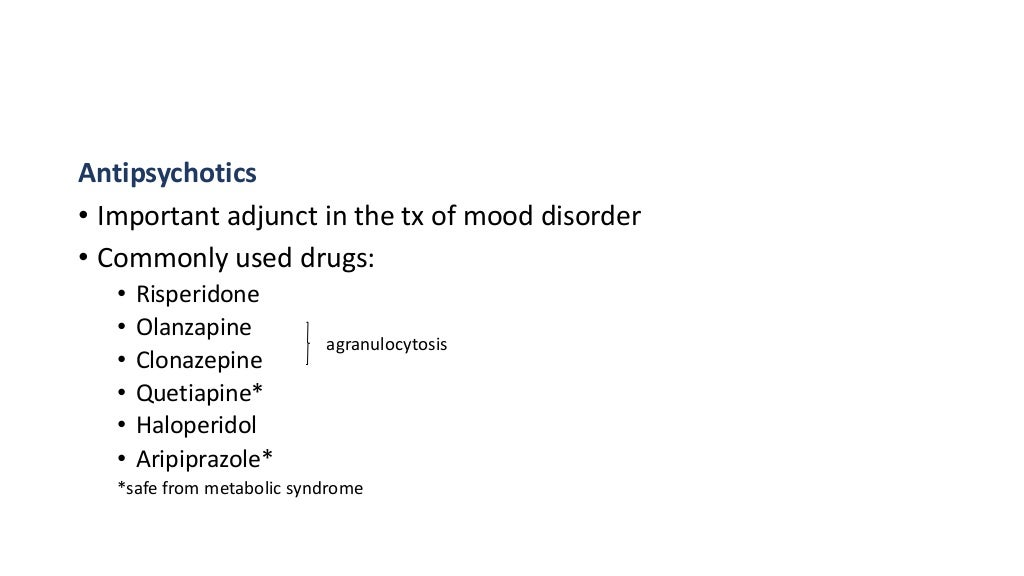 Antipsychotics
• Important adjunct in the tx of mood disorder
• Commonly used drugs:
• Risperidone
• Olanzapine
• Clonazepine
agranulocytosis
• Quetiapine*
• Haloperidol
• Aripiprazole*
*safe from metabolic syndrome